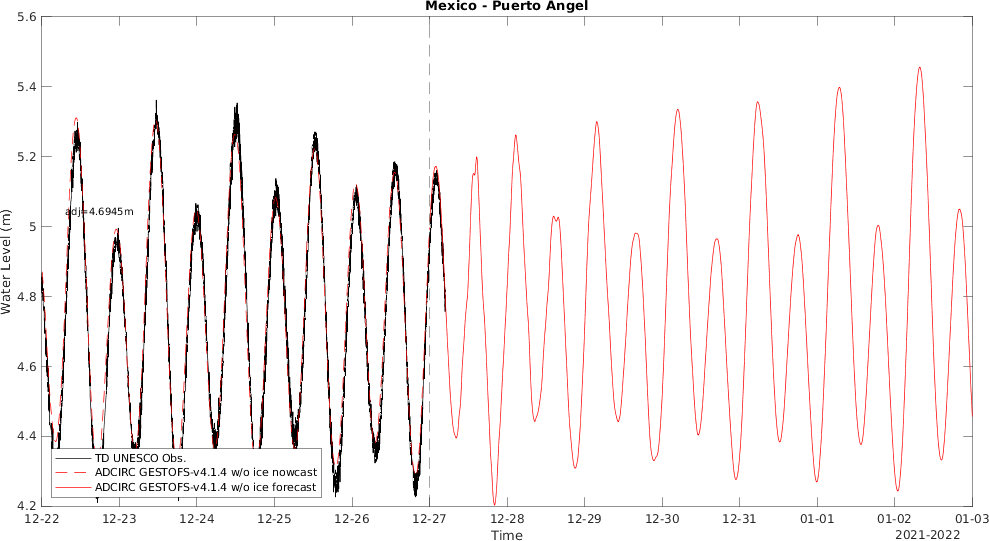 Mexico - Puerto Angel
Water Level (m)
5.6
5.4
5.2
5
4.8
4.6
4.4
4.2
adj=4.6945m
TD UNESCO Obs.
ADCIRC GESTOFS-v4.1.4 w/o ice nowcast
ADCIRC GESTOFS-v4.1.4 w/o ice forecast
12-22 12-23 12-24 12-25 12-26 12-27 12-28 12-29 12-30 12-31 01-01 01-02 01-03
Time
2021-2022